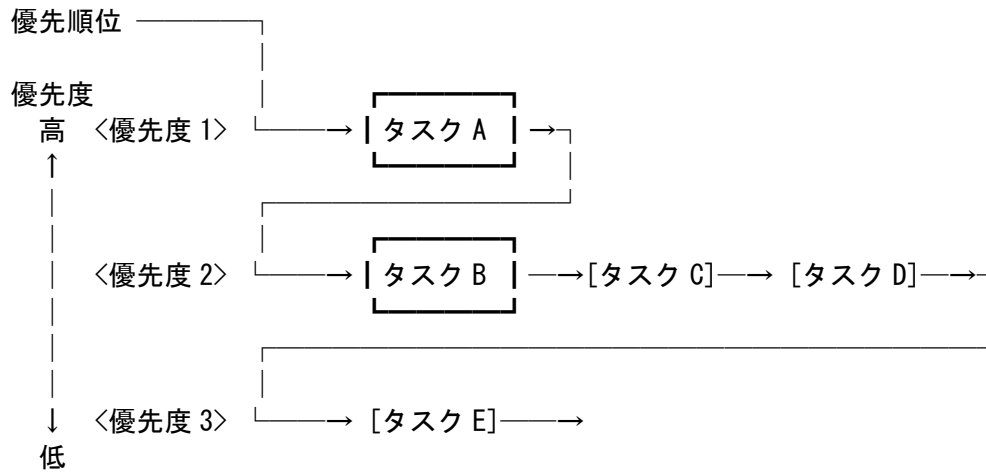 優先順位
優先度
高 <優先度 1> タスク A
<優先度 2> タスク B [タスク C] [タスク D]
<優先度 3> [タスク E]
低